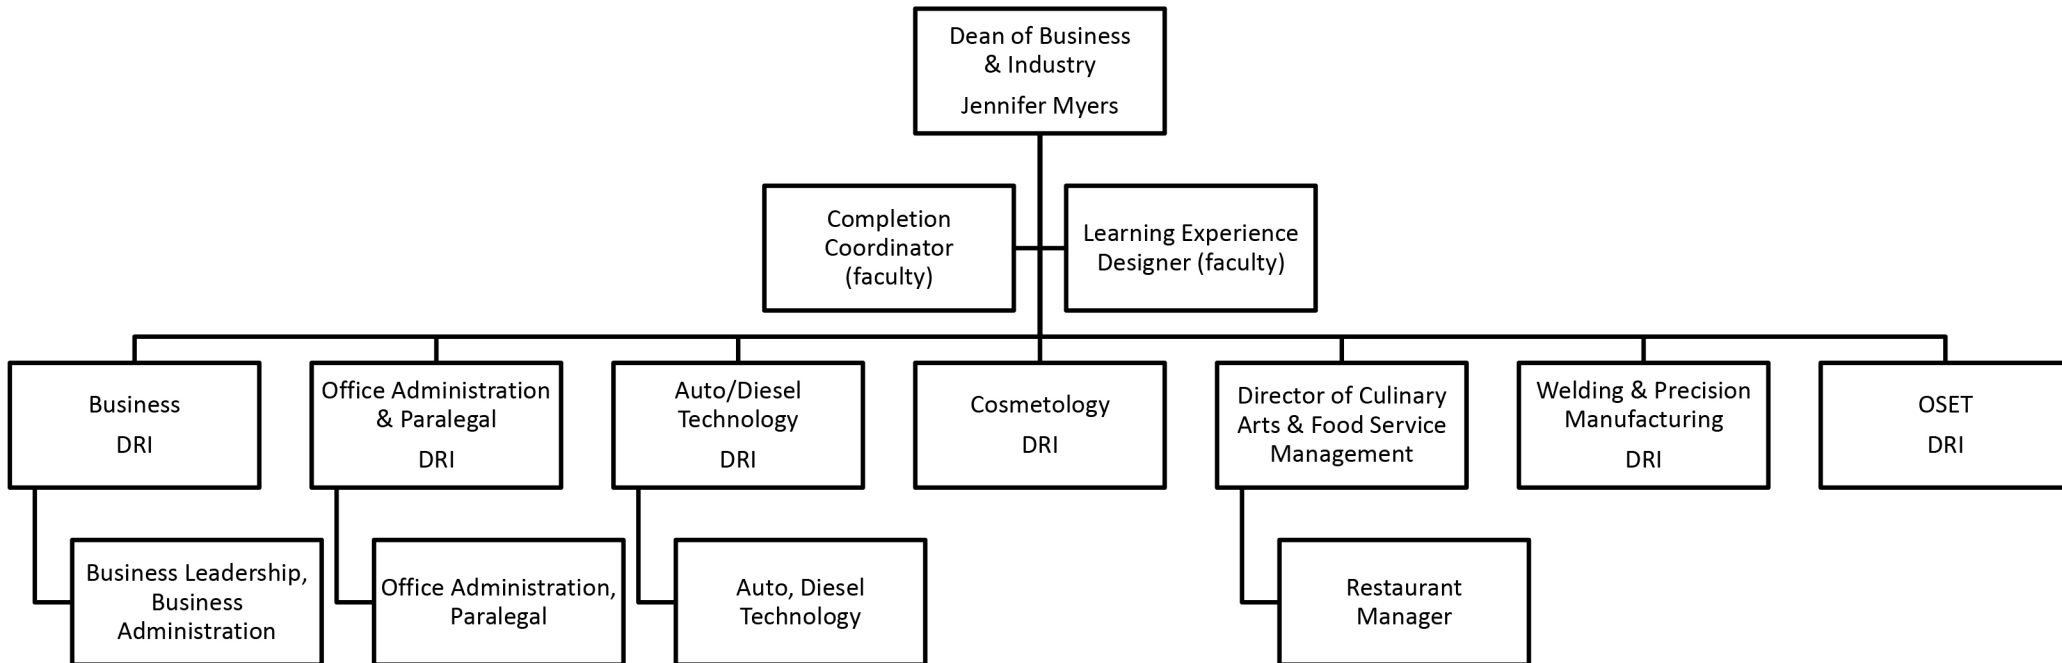 Dean of Business
& Industry
Jennifer Myers
Completion
Coordinator
(faculty)
Learning Experience
Designer (faculty)
Business
DRI
Office Administration
& Paralegal
DRI
Auto/Diesel
Technology
DRI
Cosmetology
DRI
Director of Culinary
Arts & Food Service
Management
Welding & Precision
Manufacturing
DRI
OSET
DRI
Business Leadership,
Business
Administration
Office Administration,
Paralegal
Auto, Diesel
Technology
Restaurant
Manager